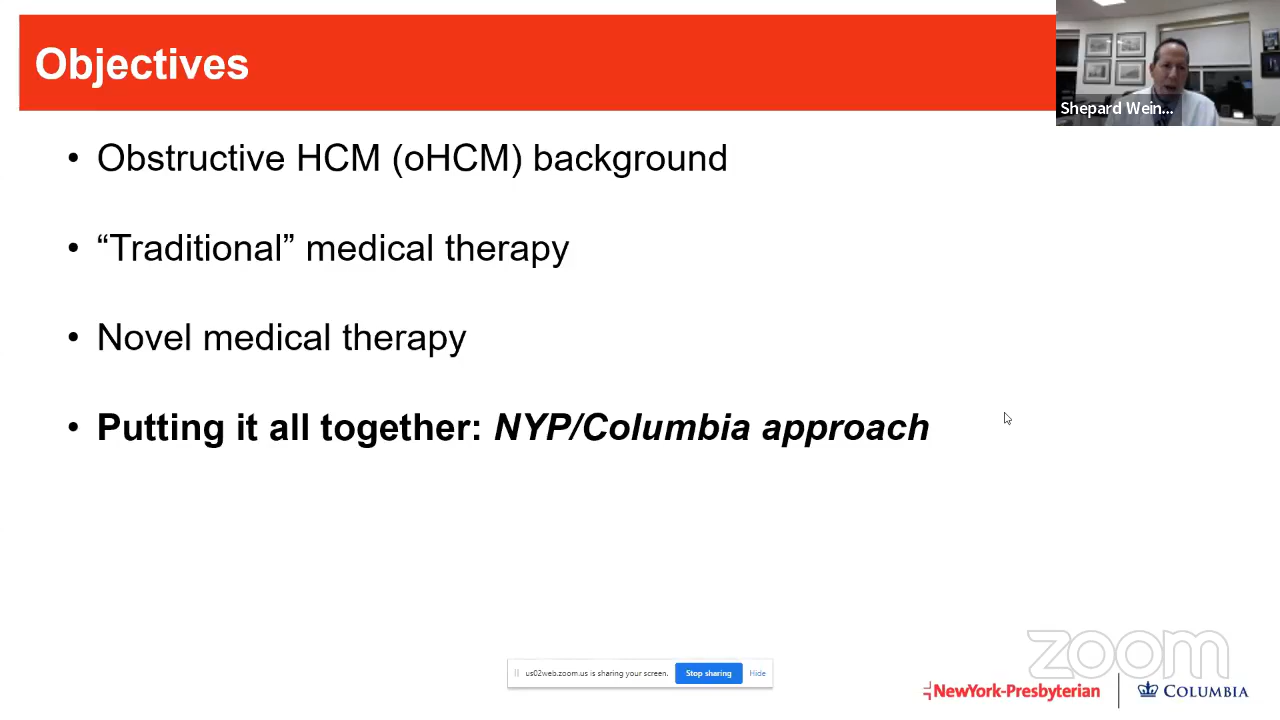 Objectives
Shepard Wein...
• Obstructive HCM (oHCM) background
• “Traditional” medical therapy
• Novel medical therapy
• Putting it all together: NYP/Columbia approach
zoom
us02web.zoom.us is sharing your screen. Stop sharing Hide
NewYork-Presbyterian COLUMBIA